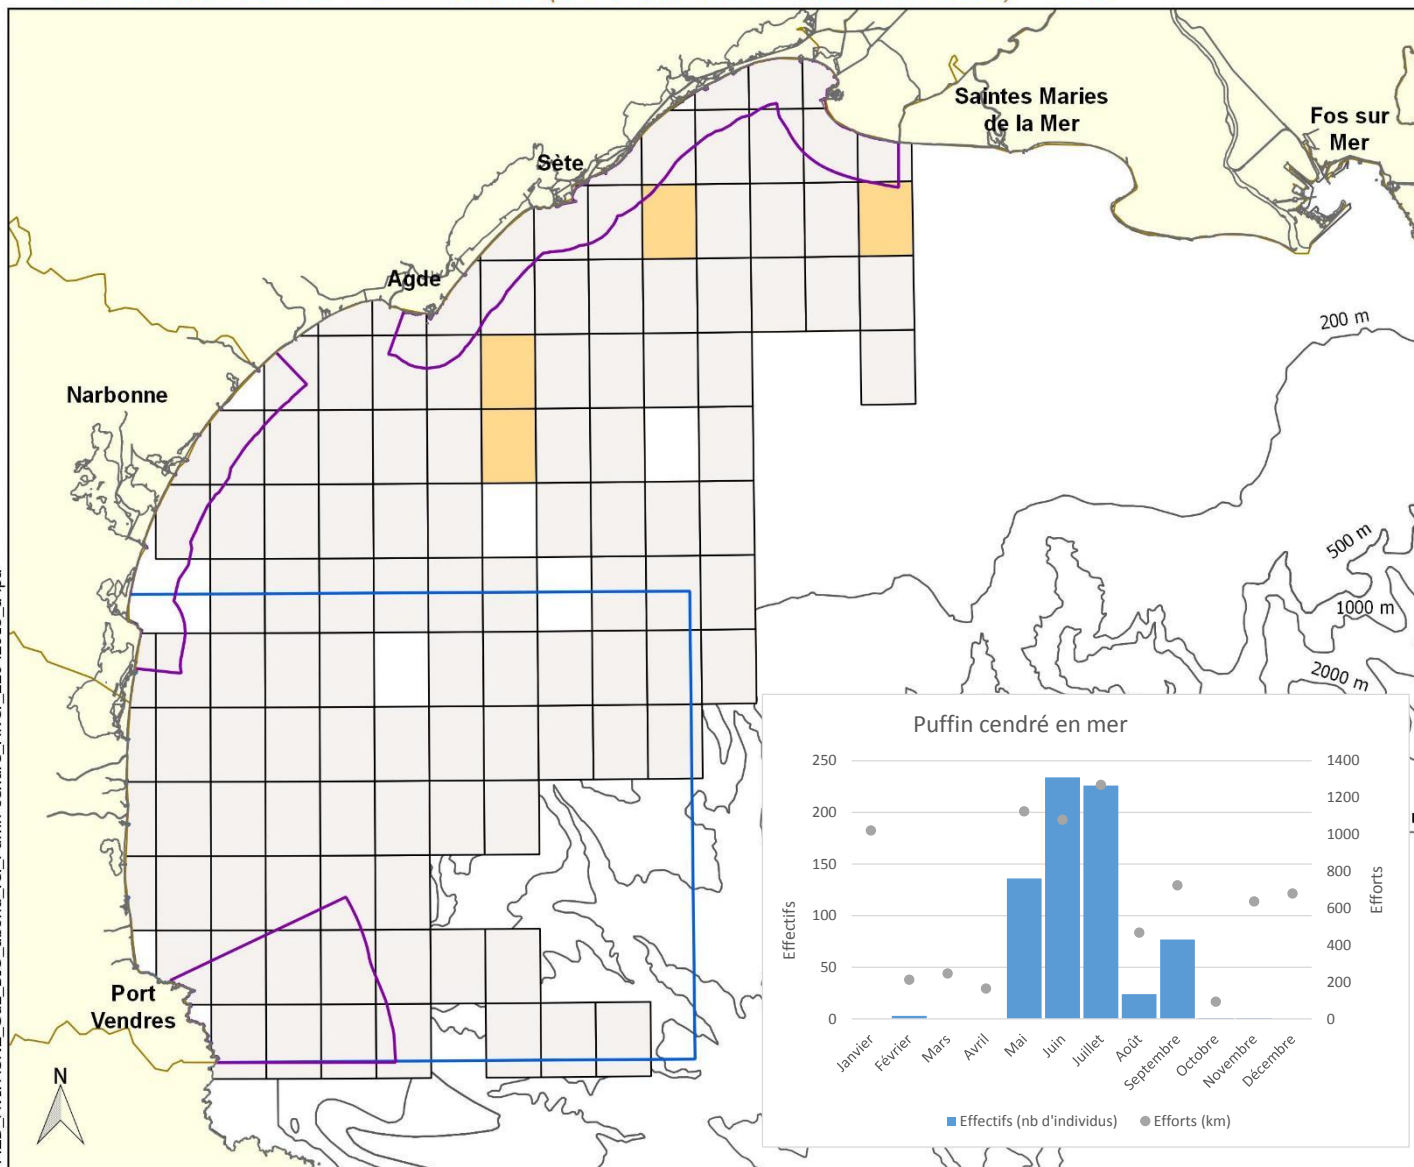 Saintes Maries
de la Mer
Fos sur
Mer
Sète
Agde
200 m
Narbonne
500 m
1000 m
2000 m
Port
Vendres
N
Puffin cendré en mer
250
200
150
100
50
0
Effectifs
1400
1200
1000
800
600
400
200
0
Efforts
Janvier
Février
Mars
Avril
Mai
Juin
Juillet
Août
Septembre
Octobre
Novembre
Décembre
Effectifs (nb d'individus)
Efforts (km)